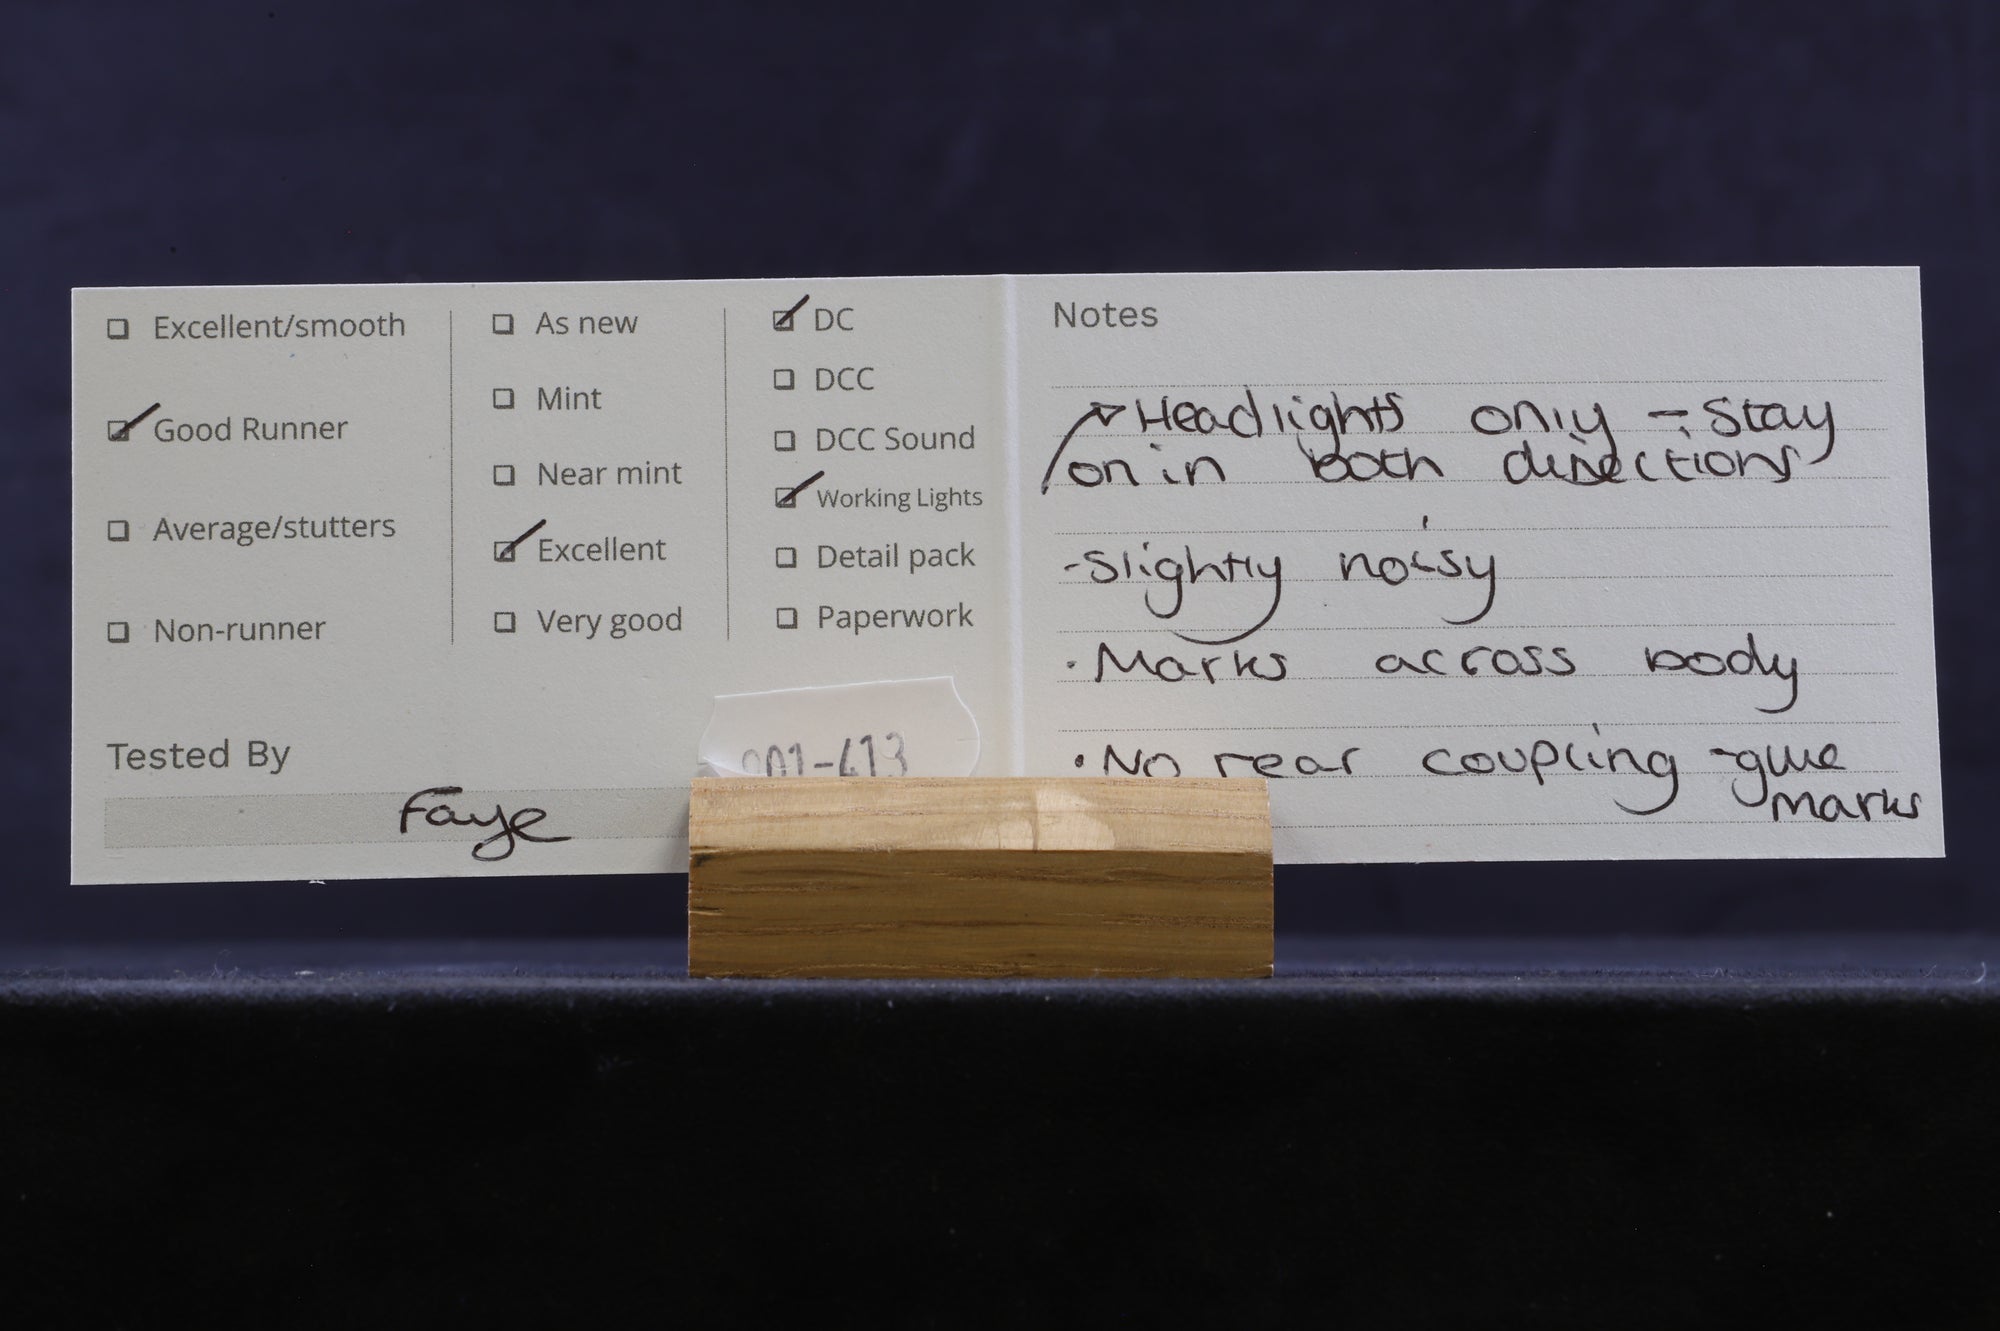 Excellent/smooth
Good Runner
Average/stutters
Non-runner
As new
Mint
Near mint
Excellent
Very good
DC
DCC
DCC Sound
Working Lights
Detail pack
Paperwork
Tested By
Faye
Notes
Headlights only - Stay
on in both directions
-Slightly noisy
· Marks across body
· No rear coupling -glue
marks